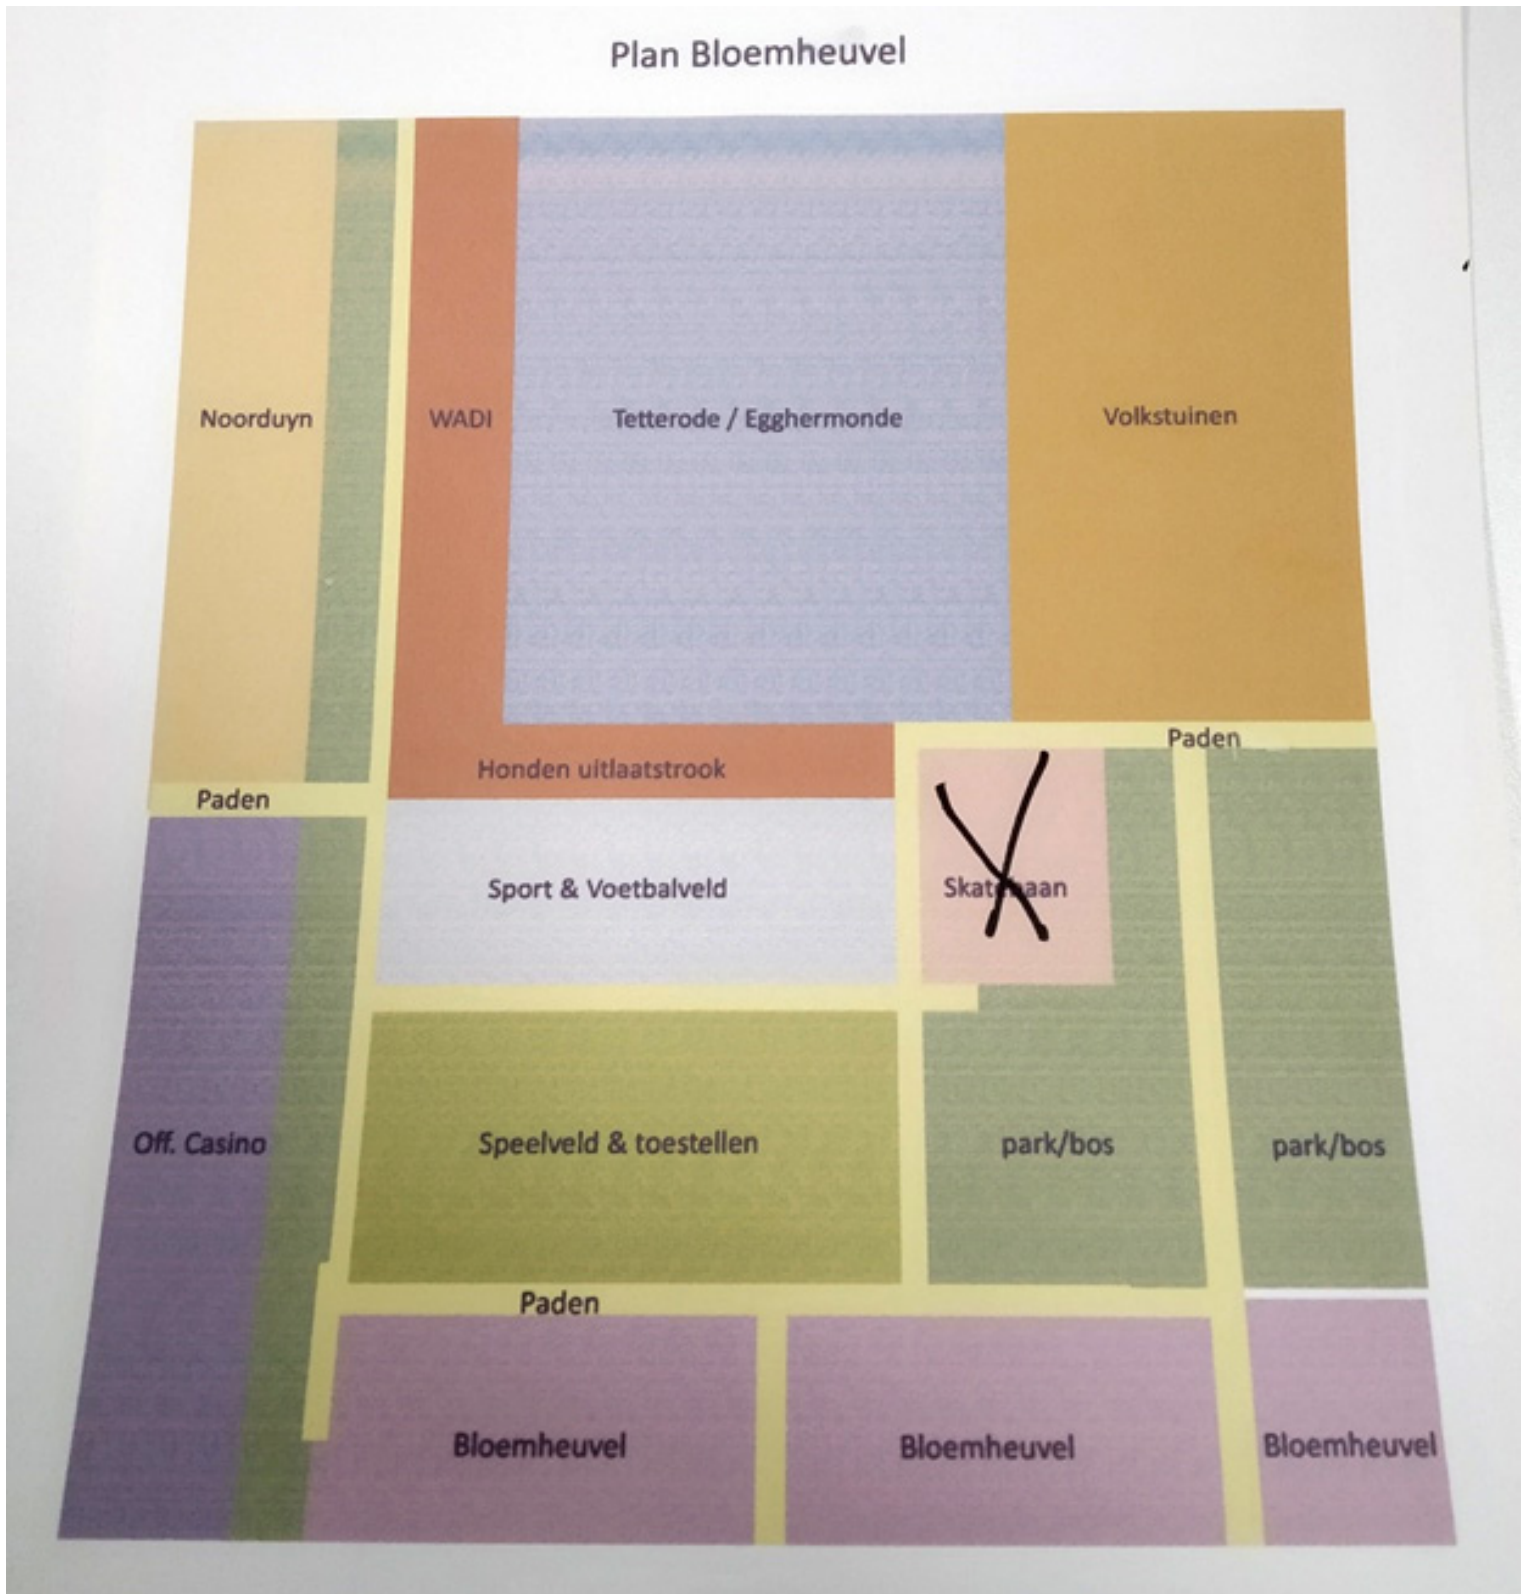 Plan Bloemheuvel
Noorduyn
WADI
Tetterode / Egghermonde
Volkstuinen
Paden
Honden uitlaatstrook
Paden
Sport & Voetbalveld
Skatebaan
Off. Casino
Speelveld & toestellen
park/bos
park/bos
Paden
Bloemheuvel
Bloemheuvel
Bloemheuvel